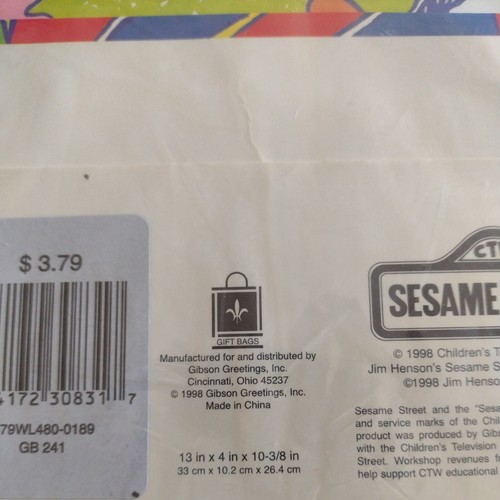 $ 3.79
4172 30831 7
79WL480-0189
GB 241
GIFT BAGS
Manufactured for and distributed by
Gibson Greetings, Inc.
Cincinnati, Ohio 45237
© 1998 Gibson Greetings, Inc.
Made in China
13 in x 4 in x 10-3/8 in
33 cm x 10.2 cm x 26.4 cm
CTW
SESAME
© 1998 Children's T
Jim Henson's Sesame S
©1998 Jim Henso
Sesame Street and the "Sesa
and service marks of the Chil
product was produced by Gib
with the Children's Television
Street. Workshop revenues f
help support CTW educational